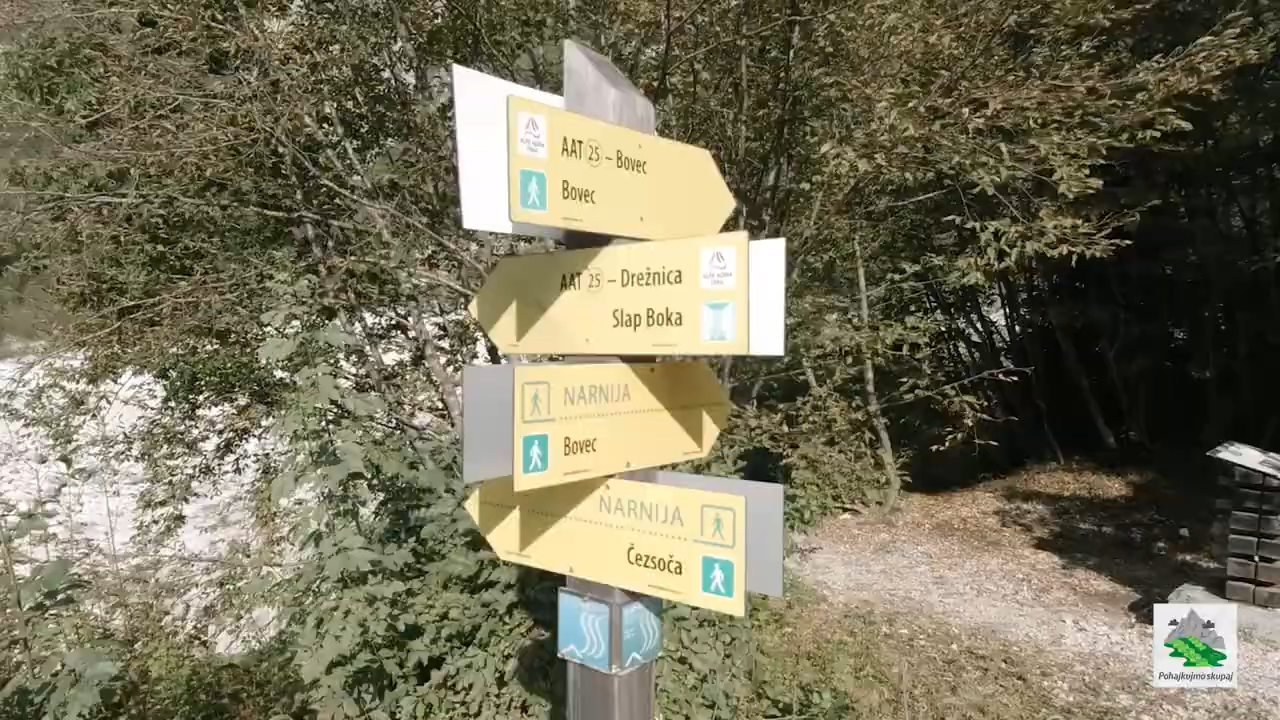 AAT 25 – Bovec
Bovec
AAT 25 – Drežnica
Slap Boka
NARNIJA
Bovec
NARNIJA
Čezsoča
Pohajkujmo skupaj